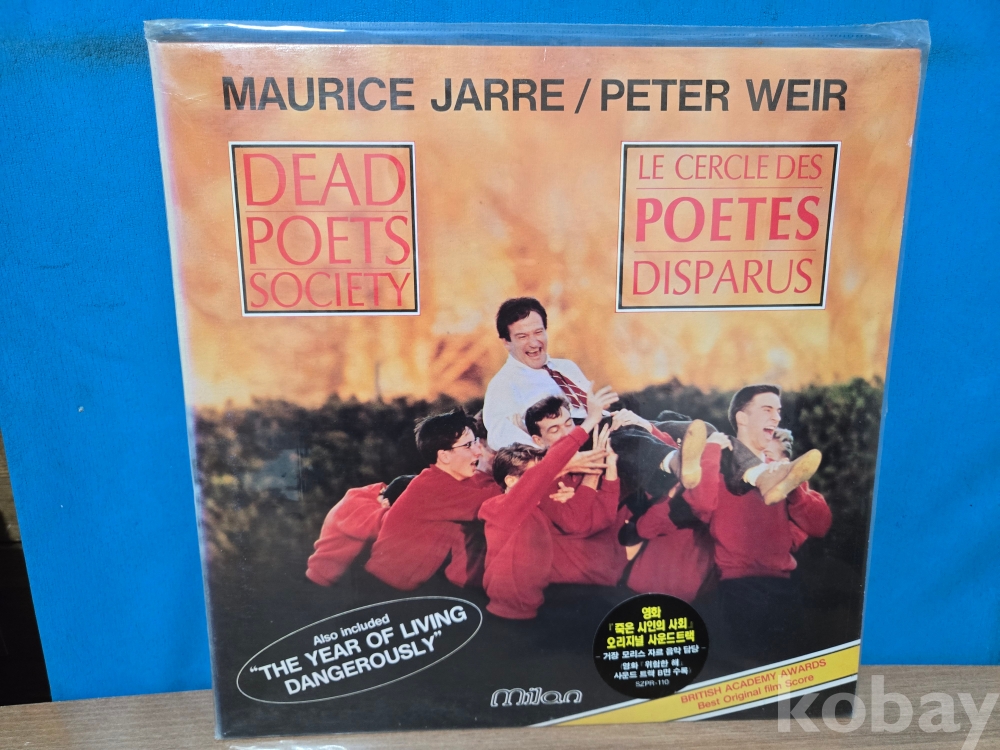 MAURICE JARRE / PETER WEIR
DEAD
POETS
SOCIETY
LE CERCLE DES
POETES
DISPARUS
Also included
"THE YEAR OF LIVING
DANGEROUSLY"
milan
영화
『죽은 시인의 사회』
오리지널 사운드트랙
- 거장 모리스 자르 음악 담당 -
(영화「위험한 해」
사운드 트랙 B면 수록)
SZPR-110
BRITISH ACADEMY AWARDS
Best Original film Score
kobay